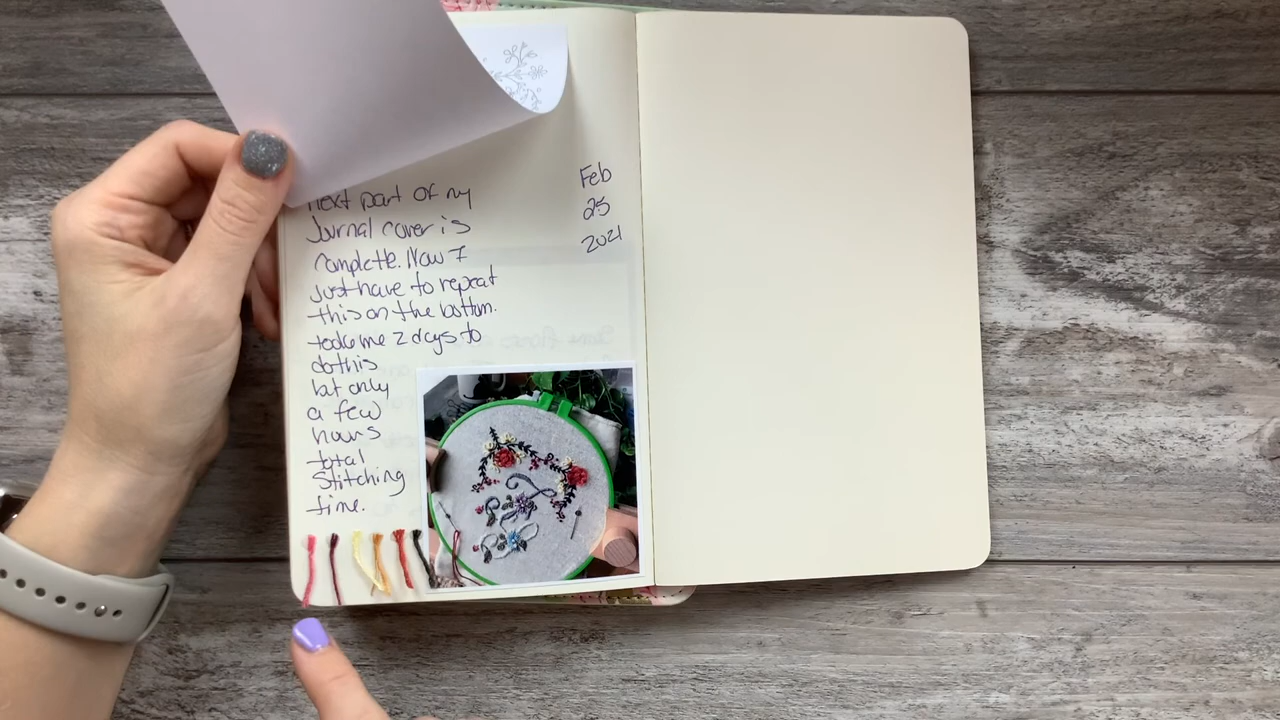 next part of my
Journal cover is
complete. Now I
just have to repeat
this on the bottom.
took me 2 days to
do this
but only
a few
hours
total
Stitching
time.
Feb
25
2021